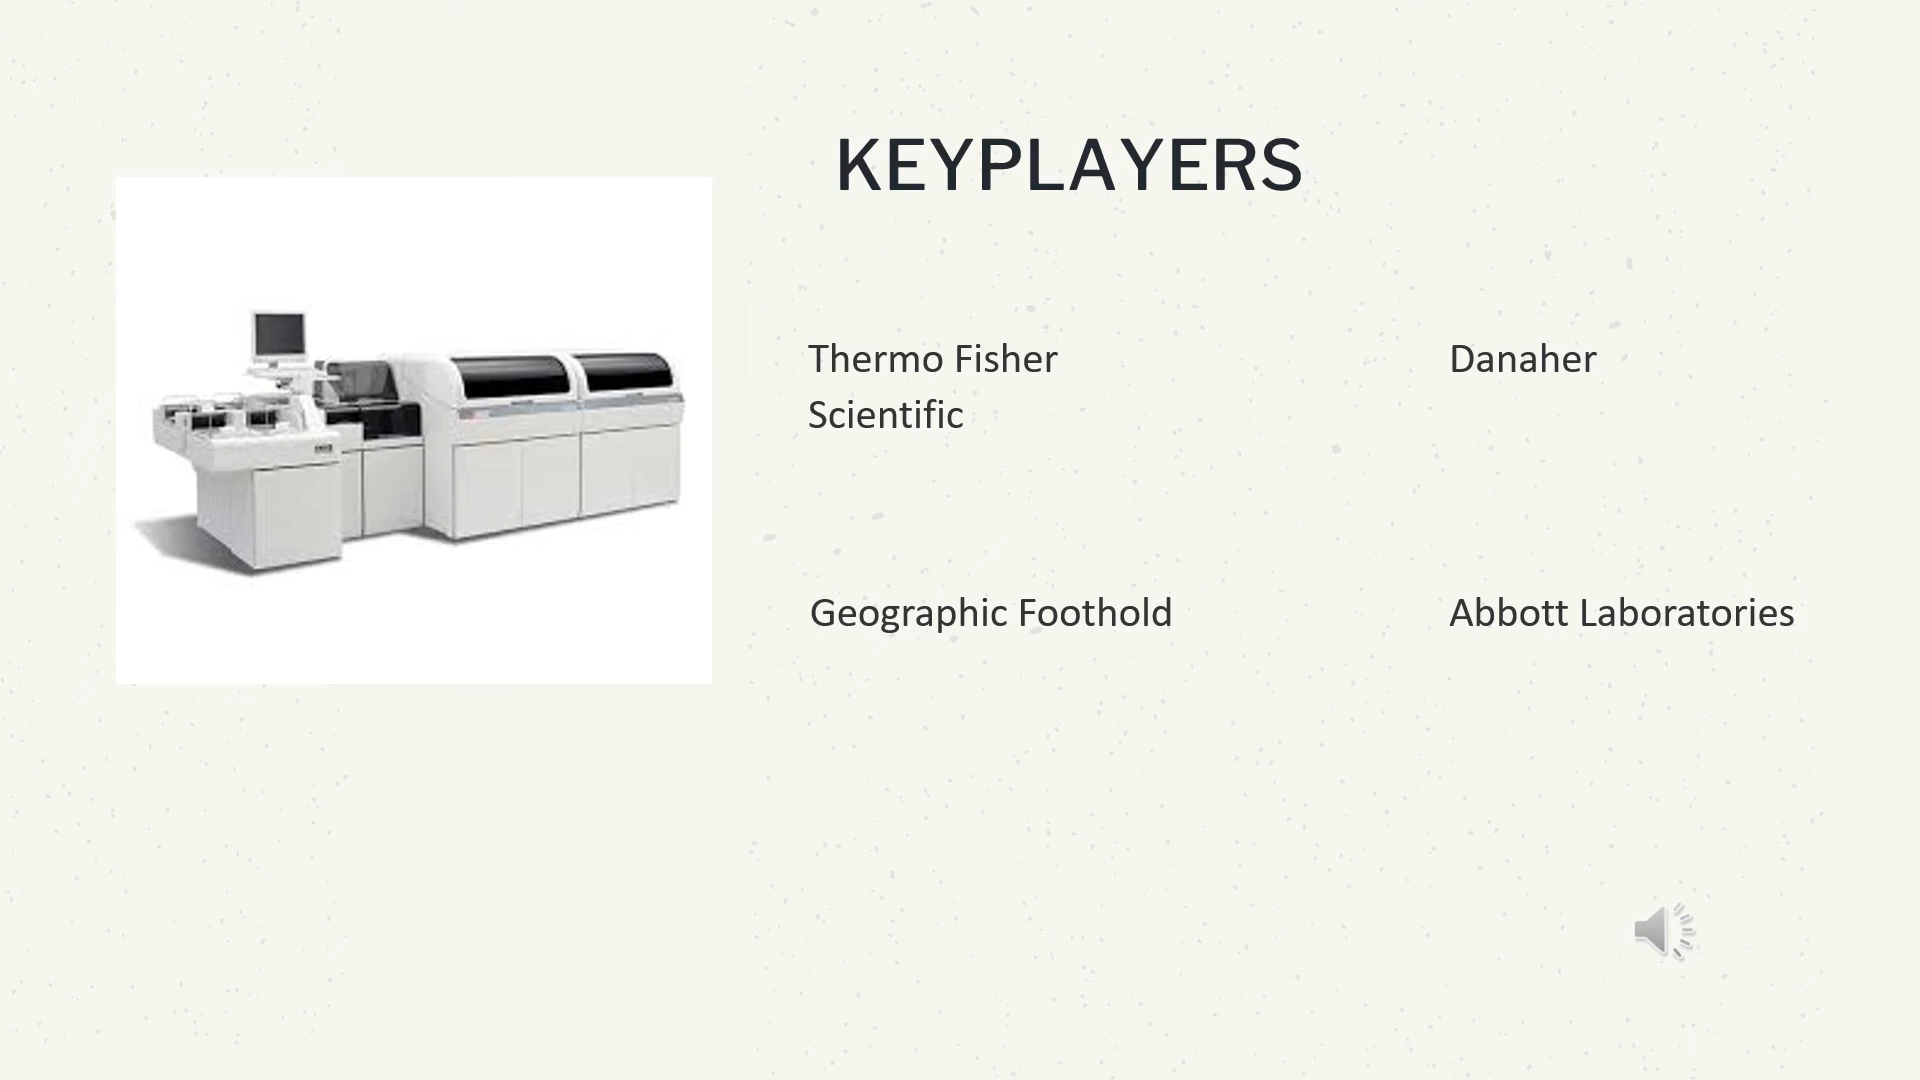 KEYPLAYERS
Thermo Fisher
Scientific
Danaher
Geographic Foothold
Abbott Laboratories